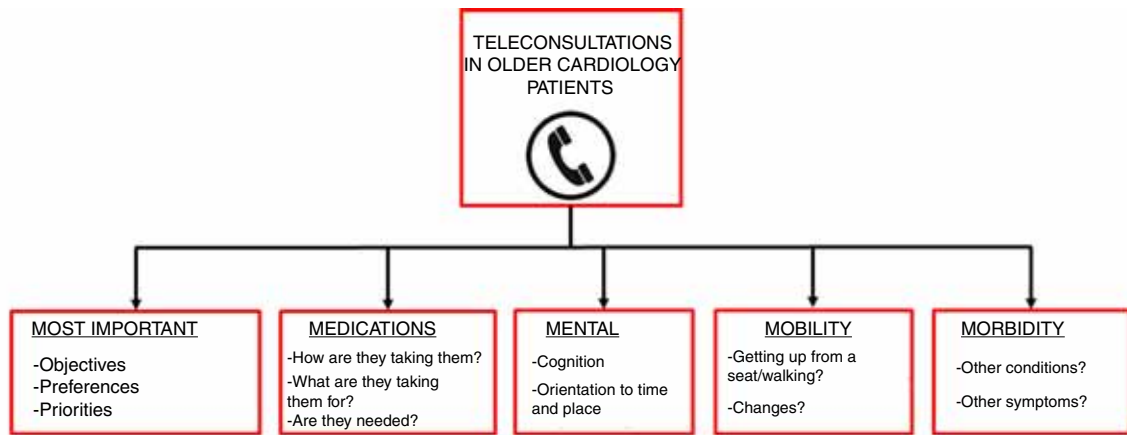 TELECONSULTATIONS
IN OLDER CARDIOLOGY
PATIENTS
MOST IMPORTANT
-Objectives
-Preferences
-Priorities
MEDICATIONS
-How are they taking them?
-What are they taking
them for?
-Are they needed?
MENTAL
-Cognition
-Orientation to time
and place
MOBILITY
-Getting up from a
seat/walking?
-Changes?
MORBIDITY
-Other conditions?
-Other symptoms?